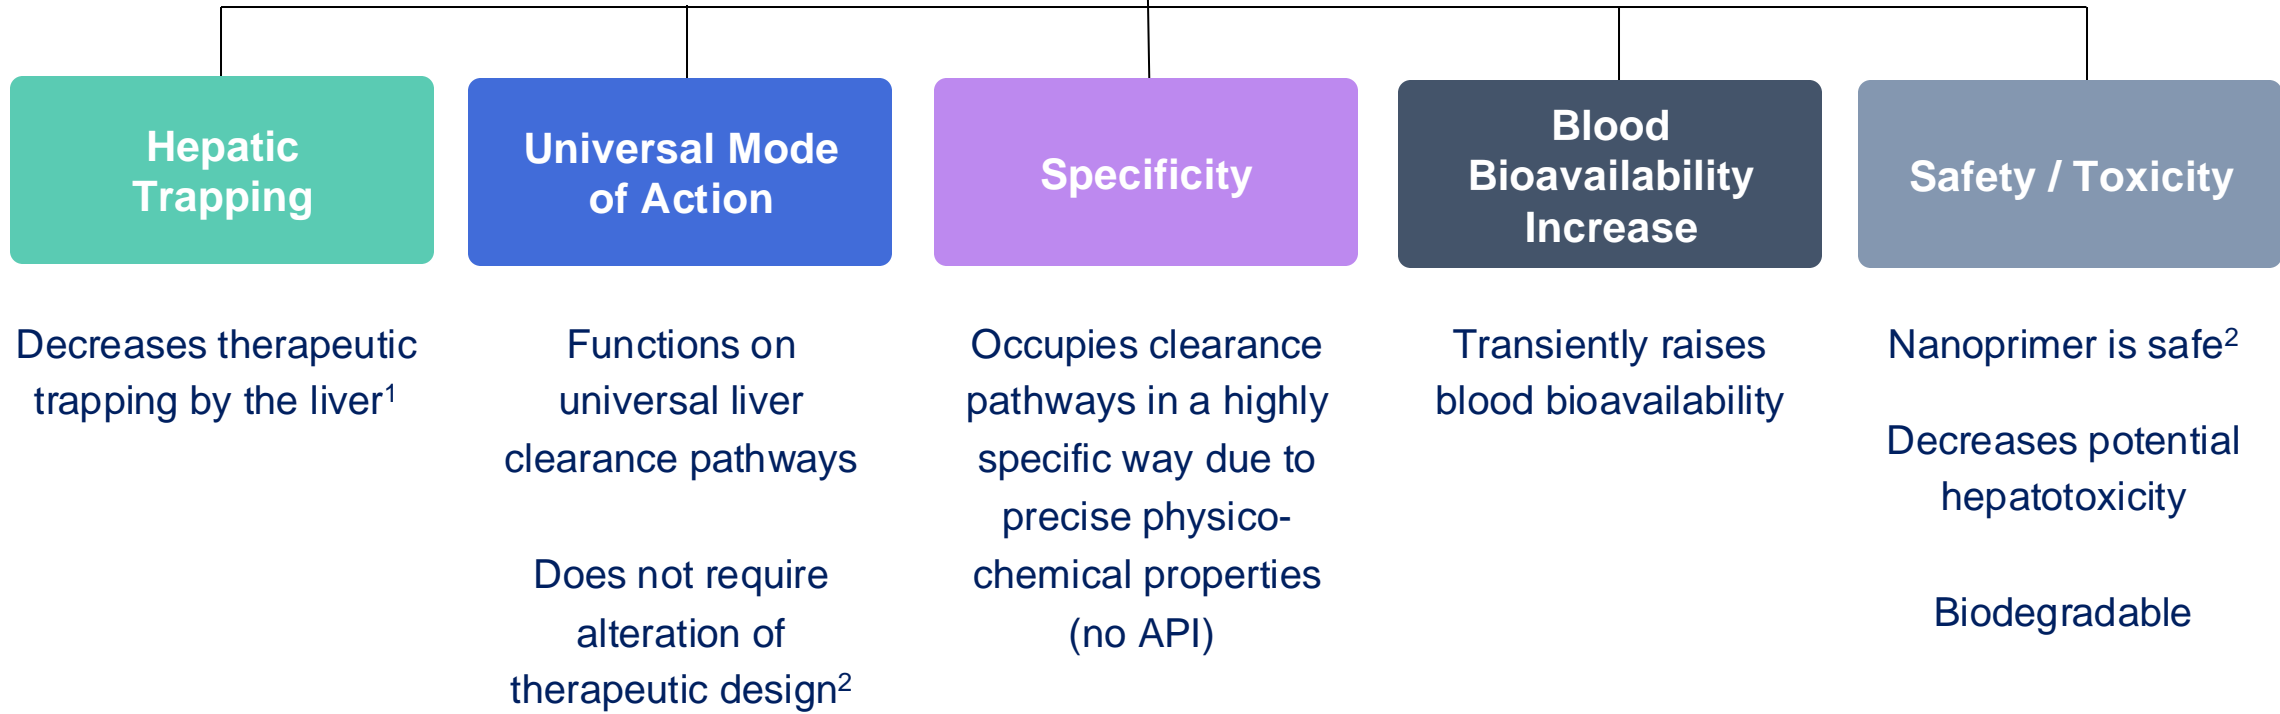 Hepatic
Trapping
Decreases therapeutic
trapping by the liver¹
Universal Mode
of Action
Functions on
universal liver
clearance pathways
Does not require
alteration of
therapeutic design²
Specificity
Occupies clearance
pathways in a highly
specific way due to
precise physico-
chemical properties
(no API)
Blood
Bioavailability
Increase
Transiently raises
blood bioavailability
Safety / Toxicity
Nanoprimer is safe²
Decreases potential
hepatotoxicity
Biodegradable